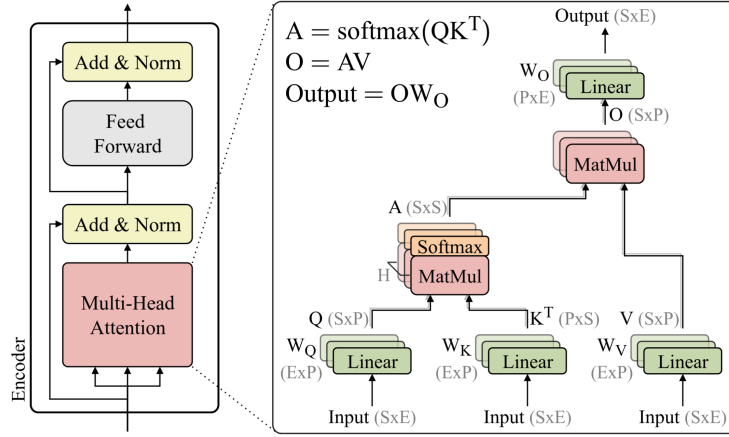 Encoder
Add & Norm
Feed
Forward
Add & Norm
Multi-Head
Attention
A = softmax(QKᵀ)
O = AV
Output = OW_O
Output (SxE)
W_O
(PxE)
Linear
O (SxP)
MatMul
A (SxS)
Softmax
H
MatMul
Q (SxP)
Kᵀ (PxS)
V (SxP)
W_Q
(ExP)
Linear
W_K
(ExP)
Linear
W_V
(ExP)
Linear
Input (SxE)
Input (SxE)
Input (SxE)